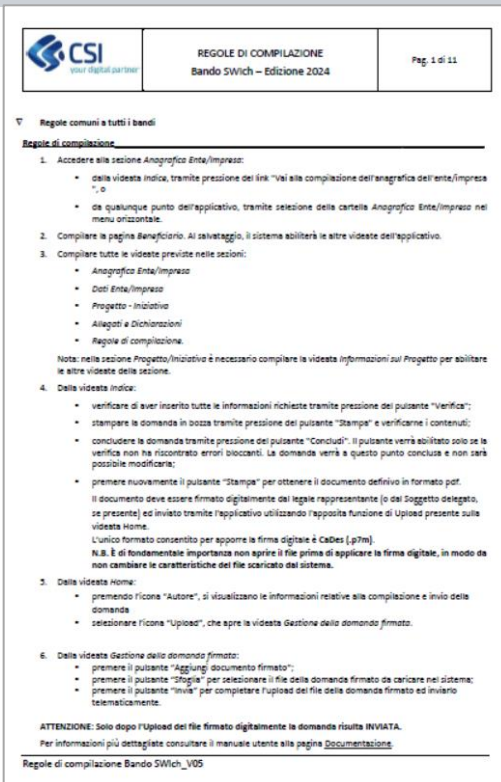 CSI
your digital partner
REGOLE DI COMPILAZIONE
Bando SWIch – Edizione 2024
Pag. 1 di 11
Regole comuni a tutti i bandi
Regole di compilazione
1. Accedere alla sezione Anagrafica Ente/Impresa:
• dalla videata Indice, tramite pressione del link "Vai alla compilazione dell'anagrafica dell'ente/impresa
", o
• da qualunque punto dell'applicativo, tramite selezione della cartella Anagrafica Ente/Impresa nel
menu orizzontale.
2. Compilare la pagina Beneficiario. Al salvataggio, il sistema abiliterà le altre videate dell'applicativo.
3. Compilare tutte le videate previste nelle sezioni:
• Anagrafica Ente/Impresa
• Dati Ente/Impresa
• Progetto - Iniziativa
• Allegati e Dichiarazioni
• Regole di compilazione.
Nota: nella sezione Progetto/Iniziativa è necessario compilare la videata Informazioni sul Progetto per abilitare
le altre videate della sezione.
4. Dalla videata Indice:
• verificare di aver inserito tutte le informazioni richieste tramite pressione del pulsante "Verifica";
• stampare la domanda in bozza tramite pressione del pulsante "Stampa" e verificarne i contenuti;
• concludere la domanda tramite pressione del pulsante "Concludi". Il pulsante verrà abilitato solo se la
verifica non ha riscontrato errori bloccanti. La domanda verrà a questo punto conclusa e non sarà
possibile modificarla;
• premere nuovamente il pulsante "Stampa" per ottenere il documento definivo in formato pdf.
Il documento deve essere firmato digitalmente dal legale rappresentante (o dal Soggetto delegato,
se presente) ed inviato tramite l'applicativo utilizzando l'apposita funzione di Upload presente sulla
videata Home.
L'unico formato consentito per apporre la firma digitale è CaDes (.p7m).
N.B. È di fondamentale importanza non aprire il file prima di applicare la firma digitale, in modo da
non cambiare le caratteristiche del file scaricato dal sistema.
5. Dalla videata Home:
• premendo l'icona "Autore", si visualizzano le informazioni relative alla compilazione e invio della
domanda
• selezionare l'icona "Upload", che apre la videata Gestione della domanda firmata.
6. Dalla videata Gestione della domanda firmata:
• premere il pulsante "Aggiungi documento firmato";
• premere il pulsante "Sfoglia" per selezionare il file della domanda firmato da caricare nel sistema;
• premere il pulsante "Invia" per completare l'upload del file della domanda firmato ed inviarlo
telematicamente.
ATTENZIONE: Solo dopo l'Upload del file firmato digitalmente la domanda risulta INVIATA.
Per informazioni più dettagliate consultare il manuale utente alla pagina Documentazione.
Regole di compilazione Bando SWIch_V05